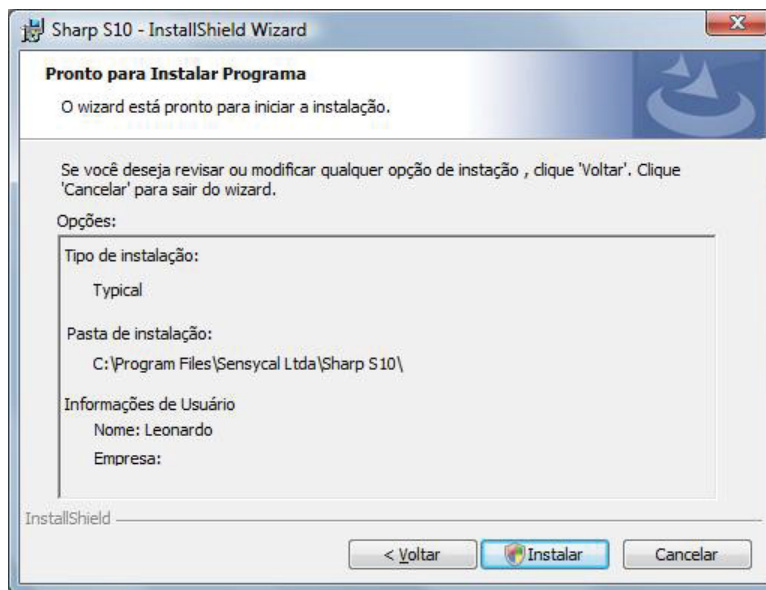 Sharp S10 - InstallShield Wizard
Pronto para Instalar Programa
O wizard está pronto para iniciar a instalação.
Se você deseja revisar ou modificar qualquer opção de instação , clique 'Voltar'. Clique
'Cancelar' para sair do wizard.
Opções:
Tipo de instalação:
Typical
Pasta de instalação:
C:\Program Files\Sensycal Ltda\Sharp S10\
Informações de Usuário
Nome: Leonardo
Empresa:
InstallShield
< Voltar Instalar Cancelar